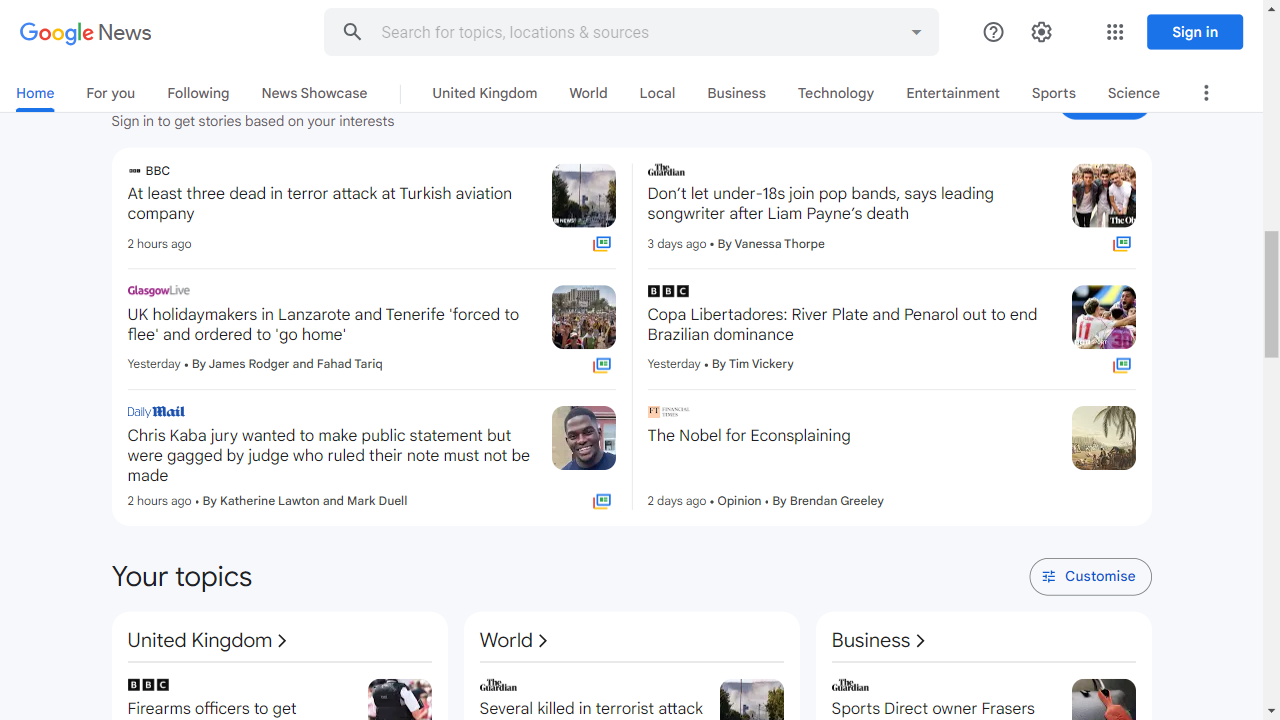 Google News
Search for topics, locations & sources
Sign in
Home
For you
Following
News Showcase
United Kingdom
World
Local
Business
Technology
Entertainment
Sports
Science
Sign in to get stories based on your interests
BBC
At least three dead in terror attack at Turkish aviation
company
2 hours ago
GlasgowLive
UK holidaymakers in Lanzarote and Tenerife 'forced to
flee' and ordered to 'go home'
Yesterday • By James Rodger and Fahad Tariq
Daily Mail
Chris Kaba jury wanted to make public statement but
were gagged by judge who ruled their note must not be
made
2 hours ago • By Katherine Lawton and Mark Duell
The Guardian
Don’t let under-18s join pop bands, says leading
songwriter after Liam Payne’s death
3 days ago • By Vanessa Thorpe
BBC
Copa Libertadores: River Plate and Penarol out to end
Brazilian dominance
Yesterday • By Tim Vickery
FT FINANCIAL TIMES
The Nobel for Econsplaining
2 days ago • Opinion • By Brendan Greeley
Your topics
Customise
United Kingdom
BBC
Firearms officers to get
World
The Guardian
Several killed in terrorist attack
Business
The Guardian
Sports Direct owner Frasers